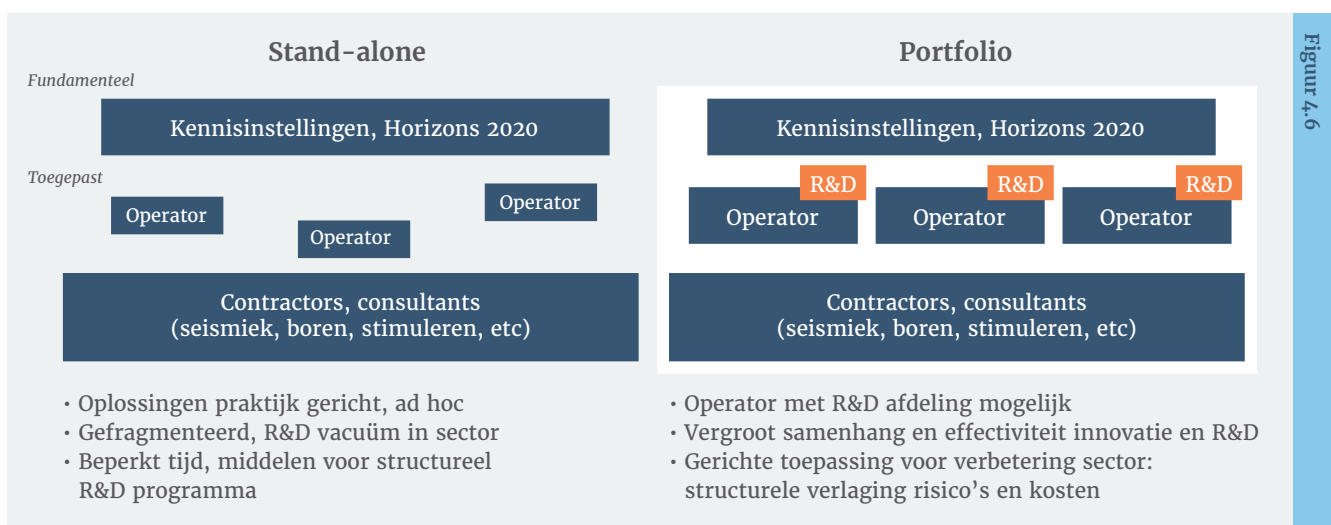 Stand-alone
Fundamenteel
Kennisinstellingen, Horizons 2020
Toegepast
Operator
Operator
Operator
Contractors, consultants
(seismiek, boren, stimuleren, etc)
• Oplossingen praktijk gericht, ad hoc
• Gefragmenteerd, R&D vacuüm in sector
• Beperkt tijd, middelen voor structureel
R&D programma
Portfolio
Kennisinstellingen, Horizons 2020
R&D
R&D
R&D
Operator
Operator
Operator
Contractors, consultants
(seismiek, boren, stimuleren, etc)
• Operator met R&D afdeling mogelijk
• Vergroot samenhang en effectiviteit innovatie en R&D
• Gerichte toepassing voor verbetering sector:
structurele verlaging risico’s en kosten
Figuur 4.6